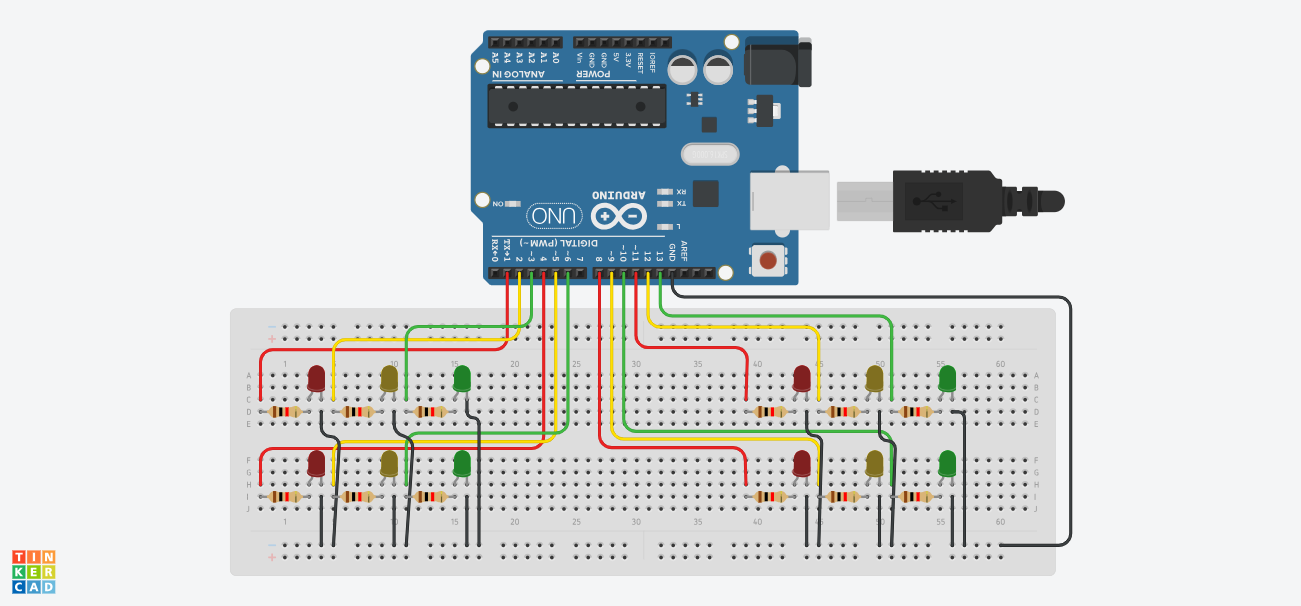 A5 A4 A3 A2 A1 A0 Vin GND GND 5V 3.3V RESET IOREF
ANALOG IN POWER
ARDUINO
RX
TX
ON
UNO
L
DIGITAL (PWM ~)
RX←0 TX→1 2 ~3 4 ~5 ~6 7 8 ~9 ~10 ~11 12 13 GND AREF
1 10 15 20 25 30 35 40 45 50 55 60
A A
B B
C C
D D
E E
F F
G G
H H
I I
J J
1 10 15 20 25 30 35 40 45 50 55 60
TIN
KER
CAD